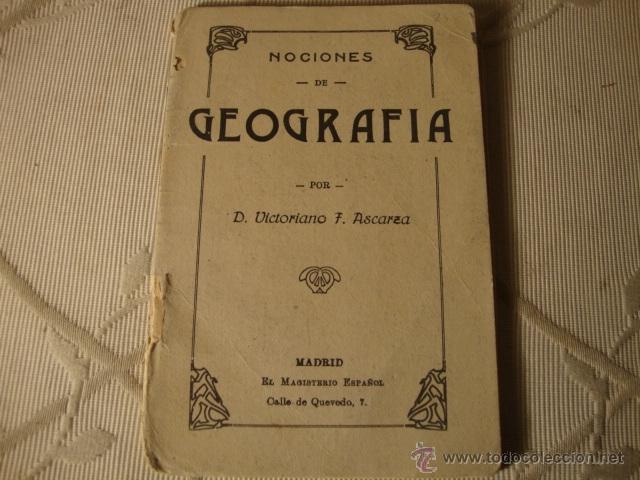 NOCIONES
— DE —
GEOGRAFIA
— POR —
D. Victoriano F. Ascarza
MADRID
EL MAGISTERIO ESPAÑOL
Calle de Quevedo, 7.
© www.todocoleccion.net